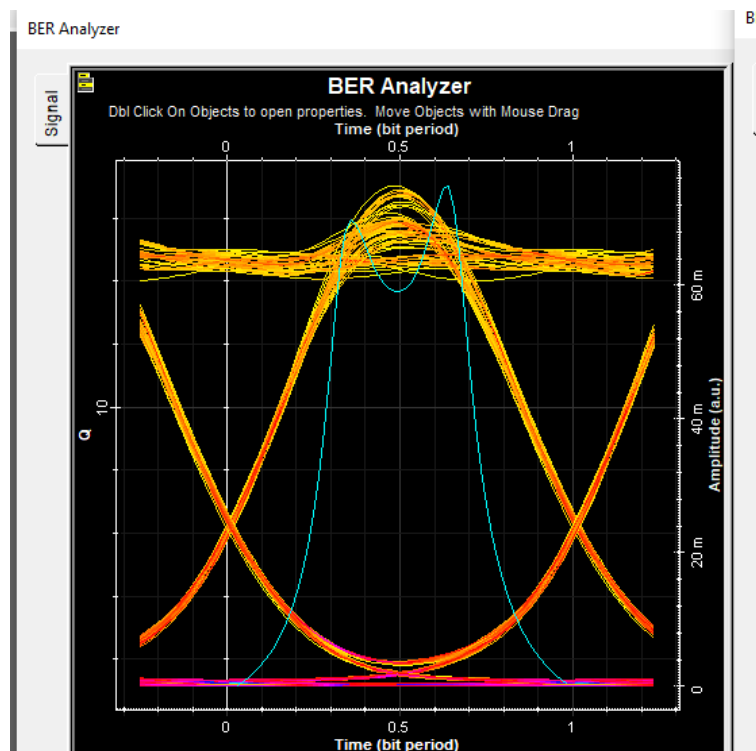 BER Analyzer
B
Signal
BER Analyzer
Dbl Click On Objects to open properties. Move Objects with Mouse Drag
Time (bit period)
0 0.5 1
60 m
10
Q
40 m
Amplitude (a.u.)
20 m
0
0 0.5 1
Time (bit period)